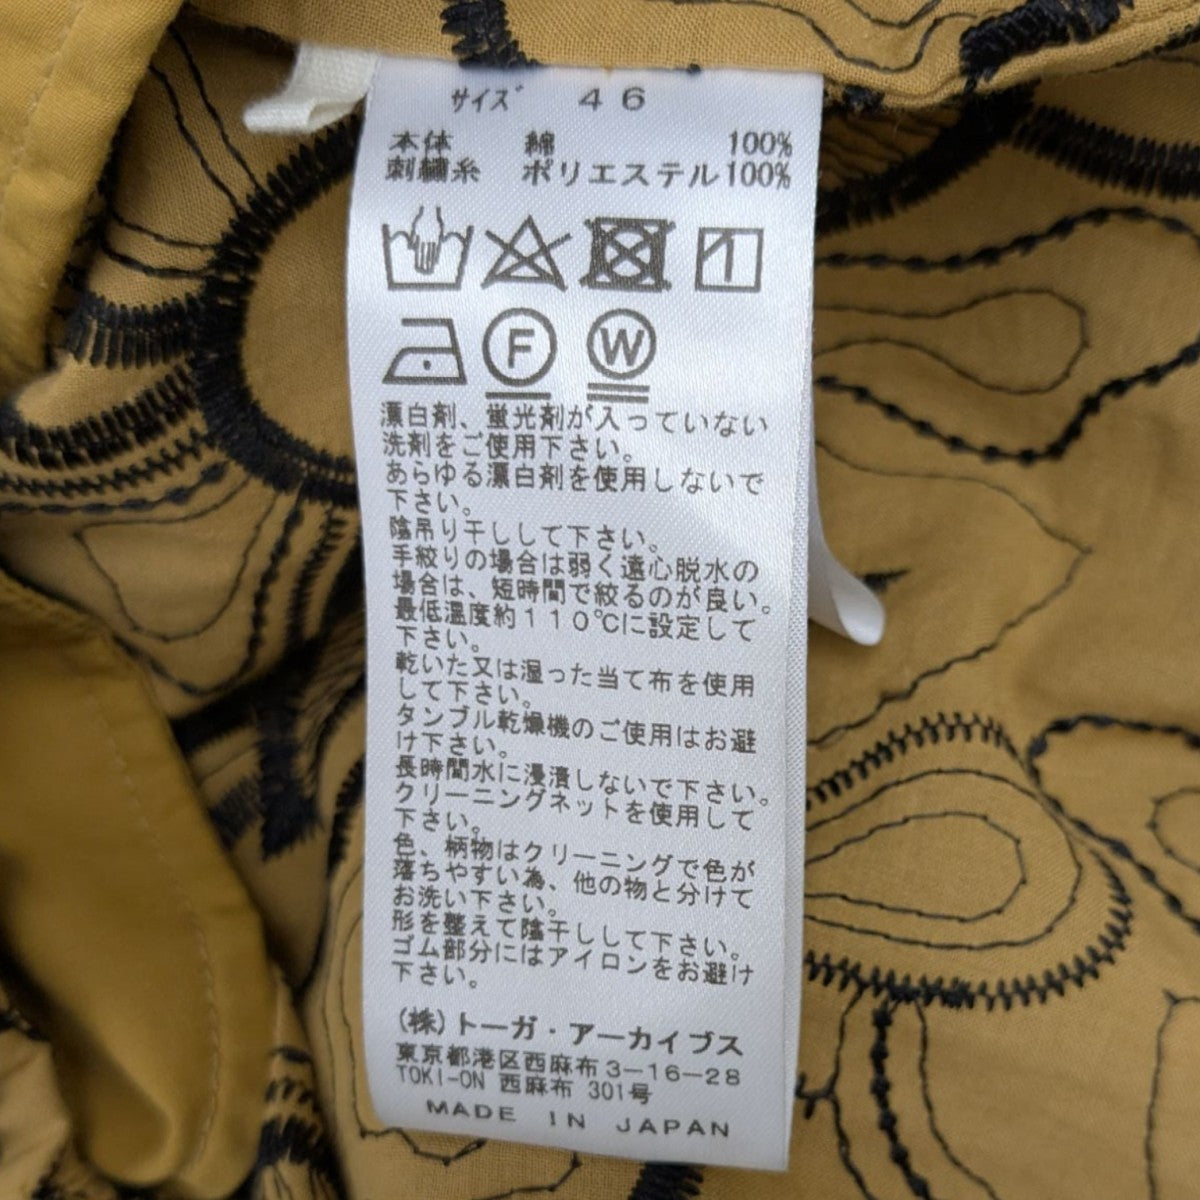 サイズ 46
本体 綿 100%
刺繍糸 ポリエステル100%
F W
漂白剤、蛍光剤が入っていない
洗剤をご使用下さい。
あらゆる漂白剤を使用しないで
下さい。
陰吊り干しして下さい。
手絞りの場合は弱く遠心脱水の
場合は、短時間で絞るのが良い。
最低温度約110℃に設定して
下さい。
乾いた又は湿った当て布を使用
して下さい。
タンブル乾燥機のご使用はお避
け下さい。
長時間水に浸漬しないで下さい。
クリーニングネットを使用して
下さい。
色、柄物はクリーニングで色が
落ちやすい為、他の物と分けて
お洗い下さい。
形を整えて陰干しして下さい。
ゴム部分にはアイロンをお避け
下さい。
(株)トーガ・アーカイブス
東京都港区西麻布3-16-28
TOKI-ON 西麻布 301号
MADE IN JAPAN